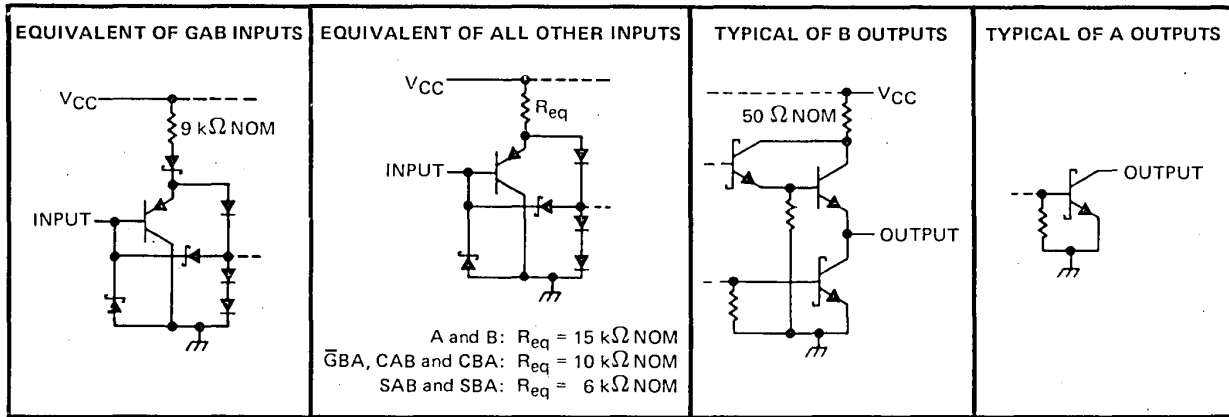 EQUIVALENT OF GAB INPUTS
VCC
9 kΩ NOM
INPUT
EQUIVALENT OF ALL OTHER INPUTS
VCC
Req
INPUT
A and B: Req = 15 kΩ NOM
G̅BA, CAB and CBA: Req = 10 kΩ NOM
SAB and SBA: Req = 6 kΩ NOM
TYPICAL OF B OUTPUTS
VCC
50 Ω NOM
OUTPUT
TYPICAL OF A OUTPUTS
OUTPUT